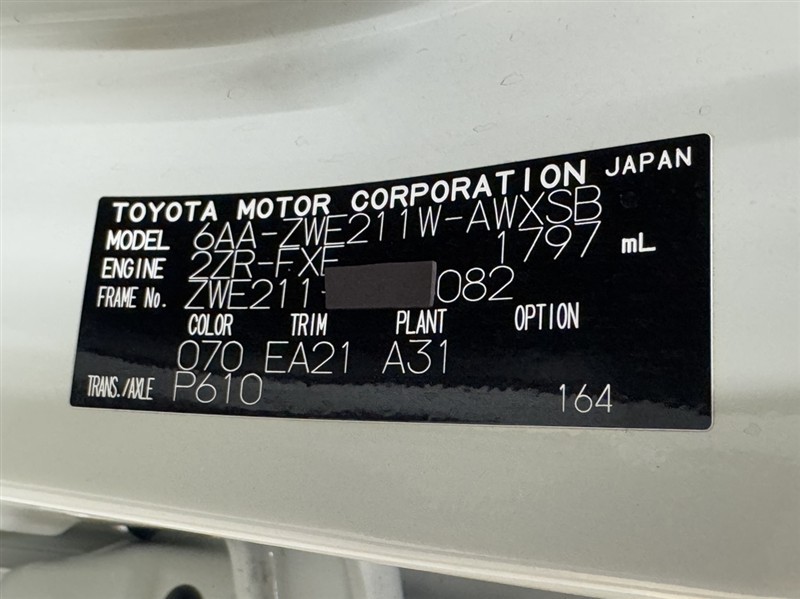 TOYOTA MOTOR CORPORATION JAPAN
MODEL 6AA-ZWE211W-AWXSB
ENGINE 2ZR-FXE 1797 mL
FRAME No. ZWE211- 082
COLOR TRIM PLANT OPTION
070 EA21 A31
TRANS./AXLE P610 164